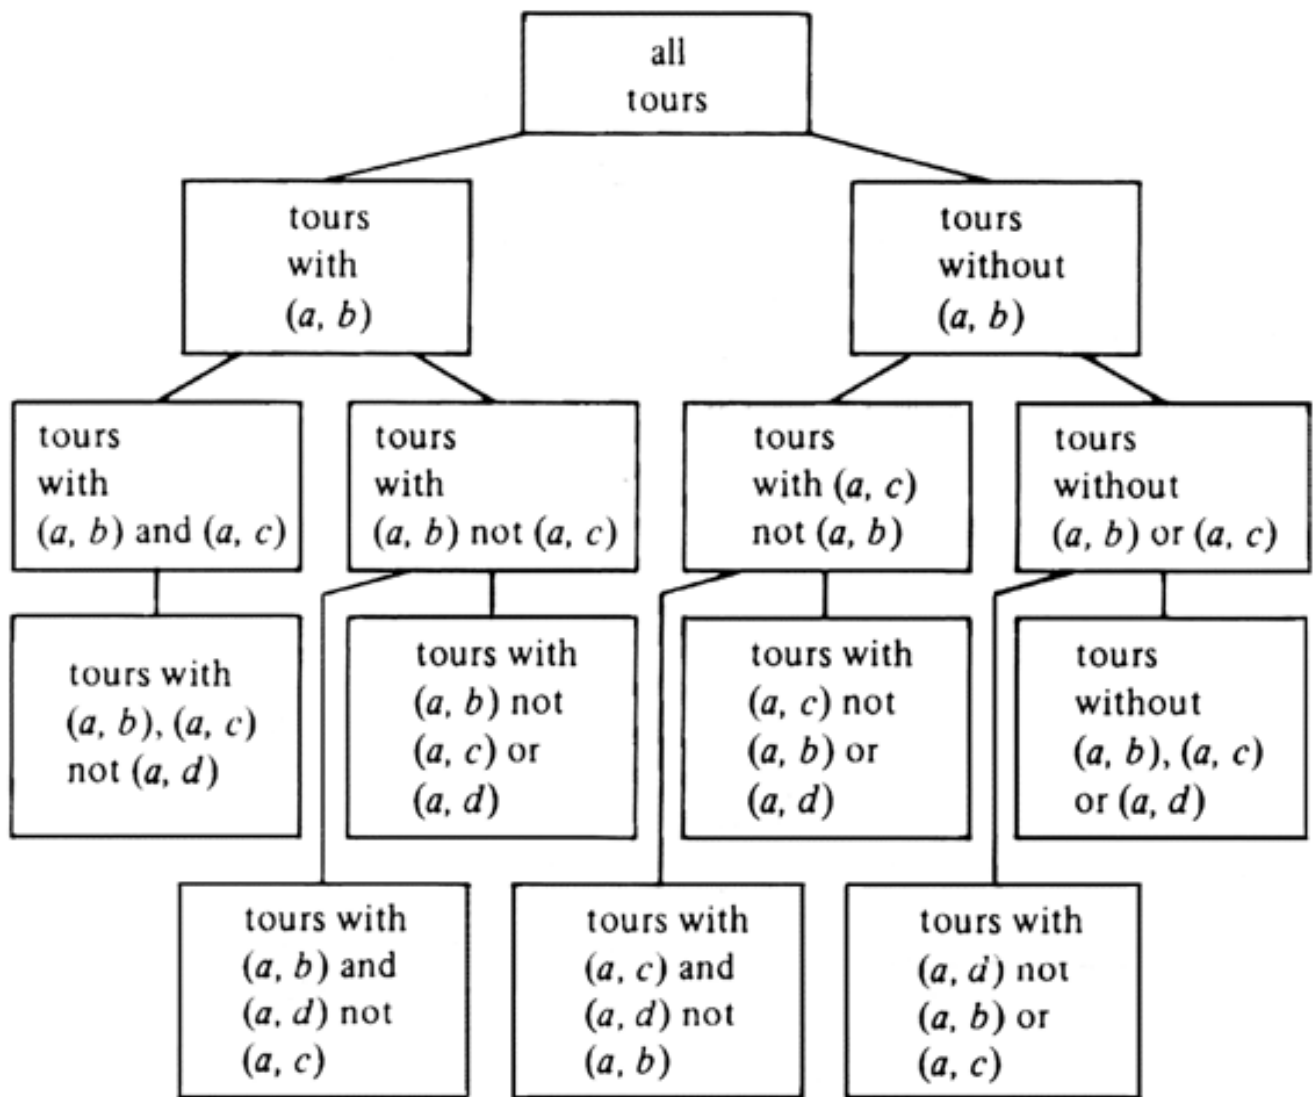 all
tours
tours
with
(a, b)
tours
without
(a, b)
tours
with
(a, b) and (a, c)
tours
with
(a, b) not (a, c)
tours
with (a, c)
not (a, b)
tours
without
(a, b) or (a, c)
tours with
(a, b), (a, c)
not (a, d)
tours with
(a, b) not
(a, c) or
(a, d)
tours with
(a, c) not
(a, b) or
(a, d)
tours
without
(a, b), (a, c)
or (a, d)
tours with
(a, b) and
(a, d) not
(a, c)
tours with
(a, c) and
(a, d) not
(a, b)
tours with
(a, d) not
(a, b) or
(a, c)